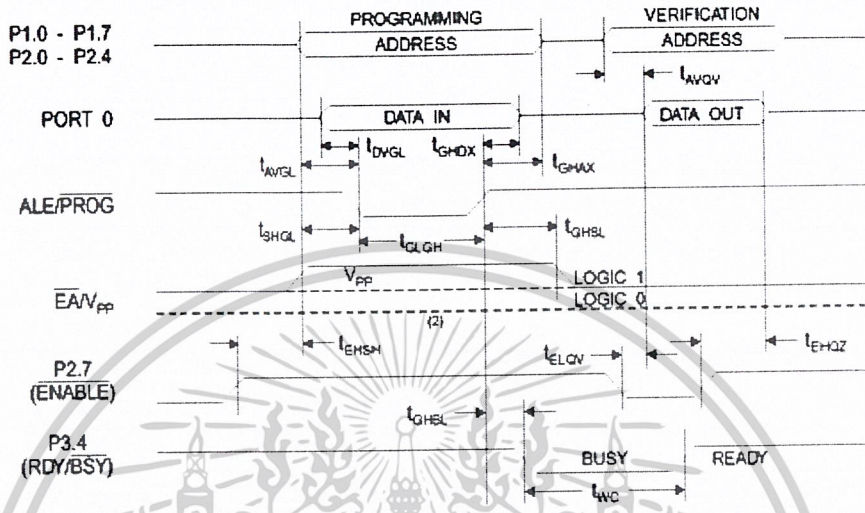 PROGRAMMING VERIFICATION
P1.0 - P1.7
P2.0 - P2.4
ADDRESS ADDRESS
tAVQV
PORT 0
DATA IN DATA OUT
tDVGL tGHDX
tAVGL tGHAX
ALE/PROG
tSHGL tGLGH tGHSL
VPP LOGIC 1
EA/VPP LOGIC 0
(2)
tEHSH tELQV tEHQZ
P2.7
(ENABLE)
tGHBL
P3.4
(RDY/BSY)
BUSY READY
tWC